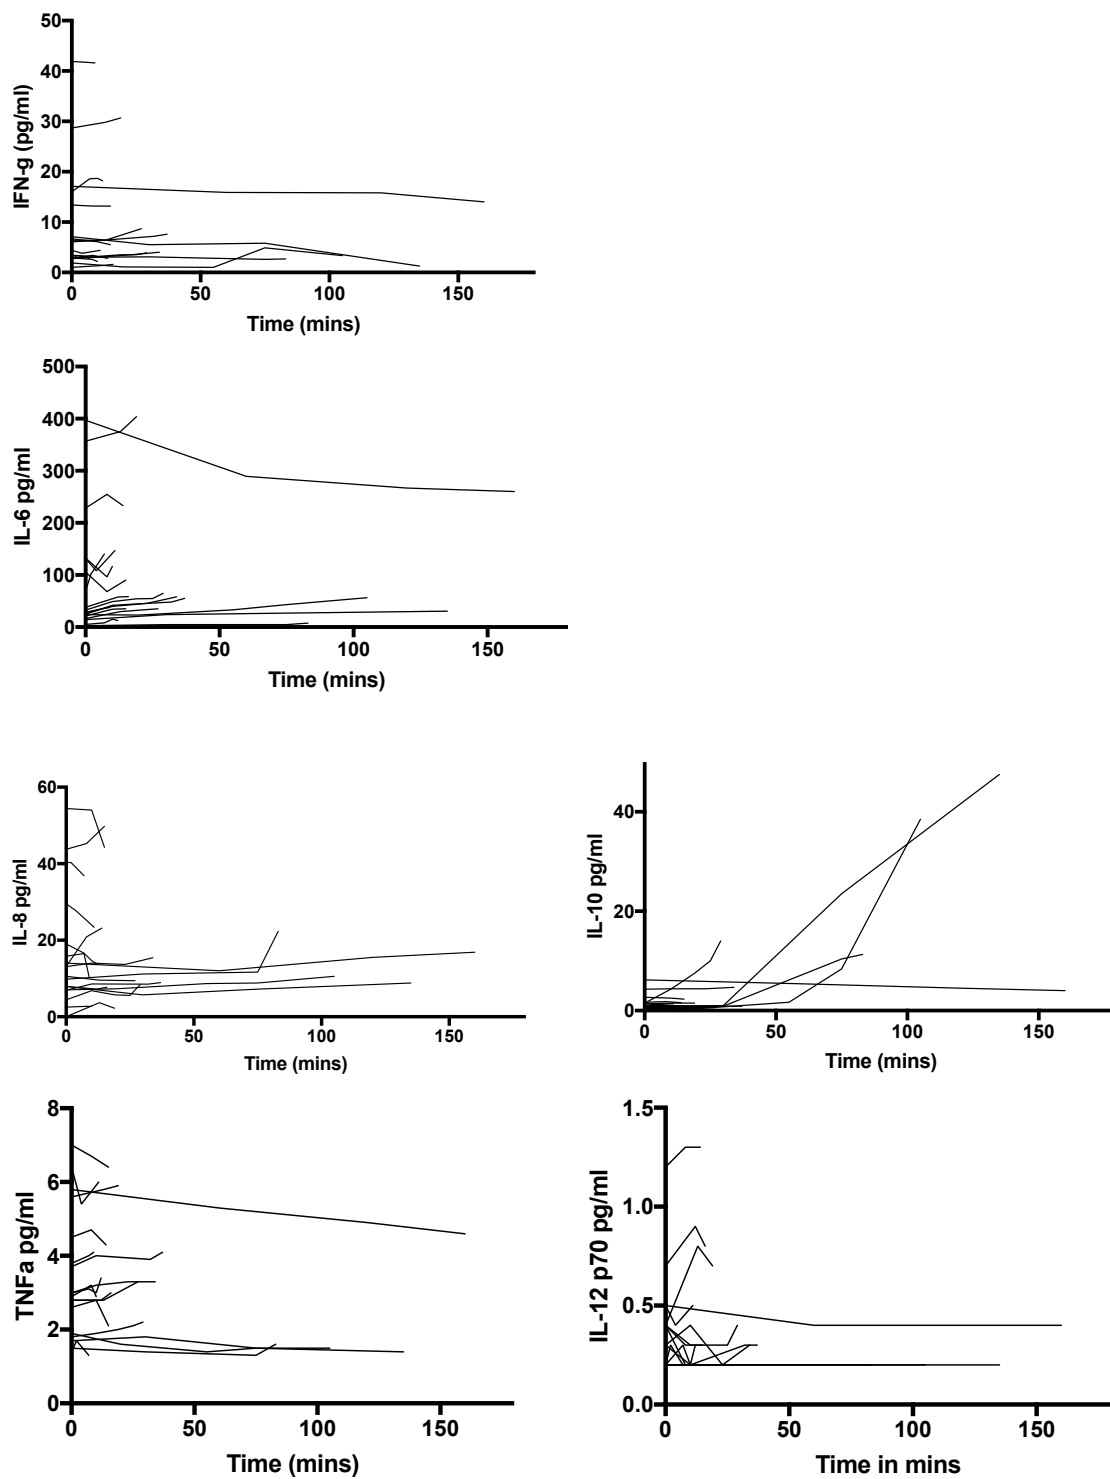 IFN-g (pg/ml)
50
40
30
20
10
0
0 50 100 150
Time (mins)
IL-6 pg/ml
500
400
300
200
100
0
0 50 100 150
Time (mins)
IL-8 pg/ml
60
40
20
0
0 50 100 150
Time (mins)
IL-10 pg/ml
40
20
0
0 50 100 150
Time (mins)
TNFa pg/ml
8
6
4
2
0
0 50 100 150
Time (mins)
IL-12 p70 pg/ml
1.5
1.0
0.5
0.0
0 50 100 150
Time in mins